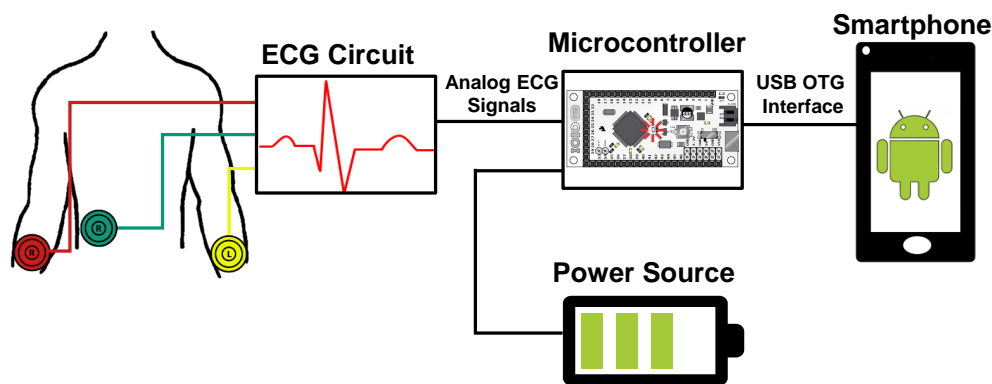 Smartphone
Microcontroller
ECG Circuit
Analog ECG
Signals
USB OTG
Interface
R
R
L
Power Source